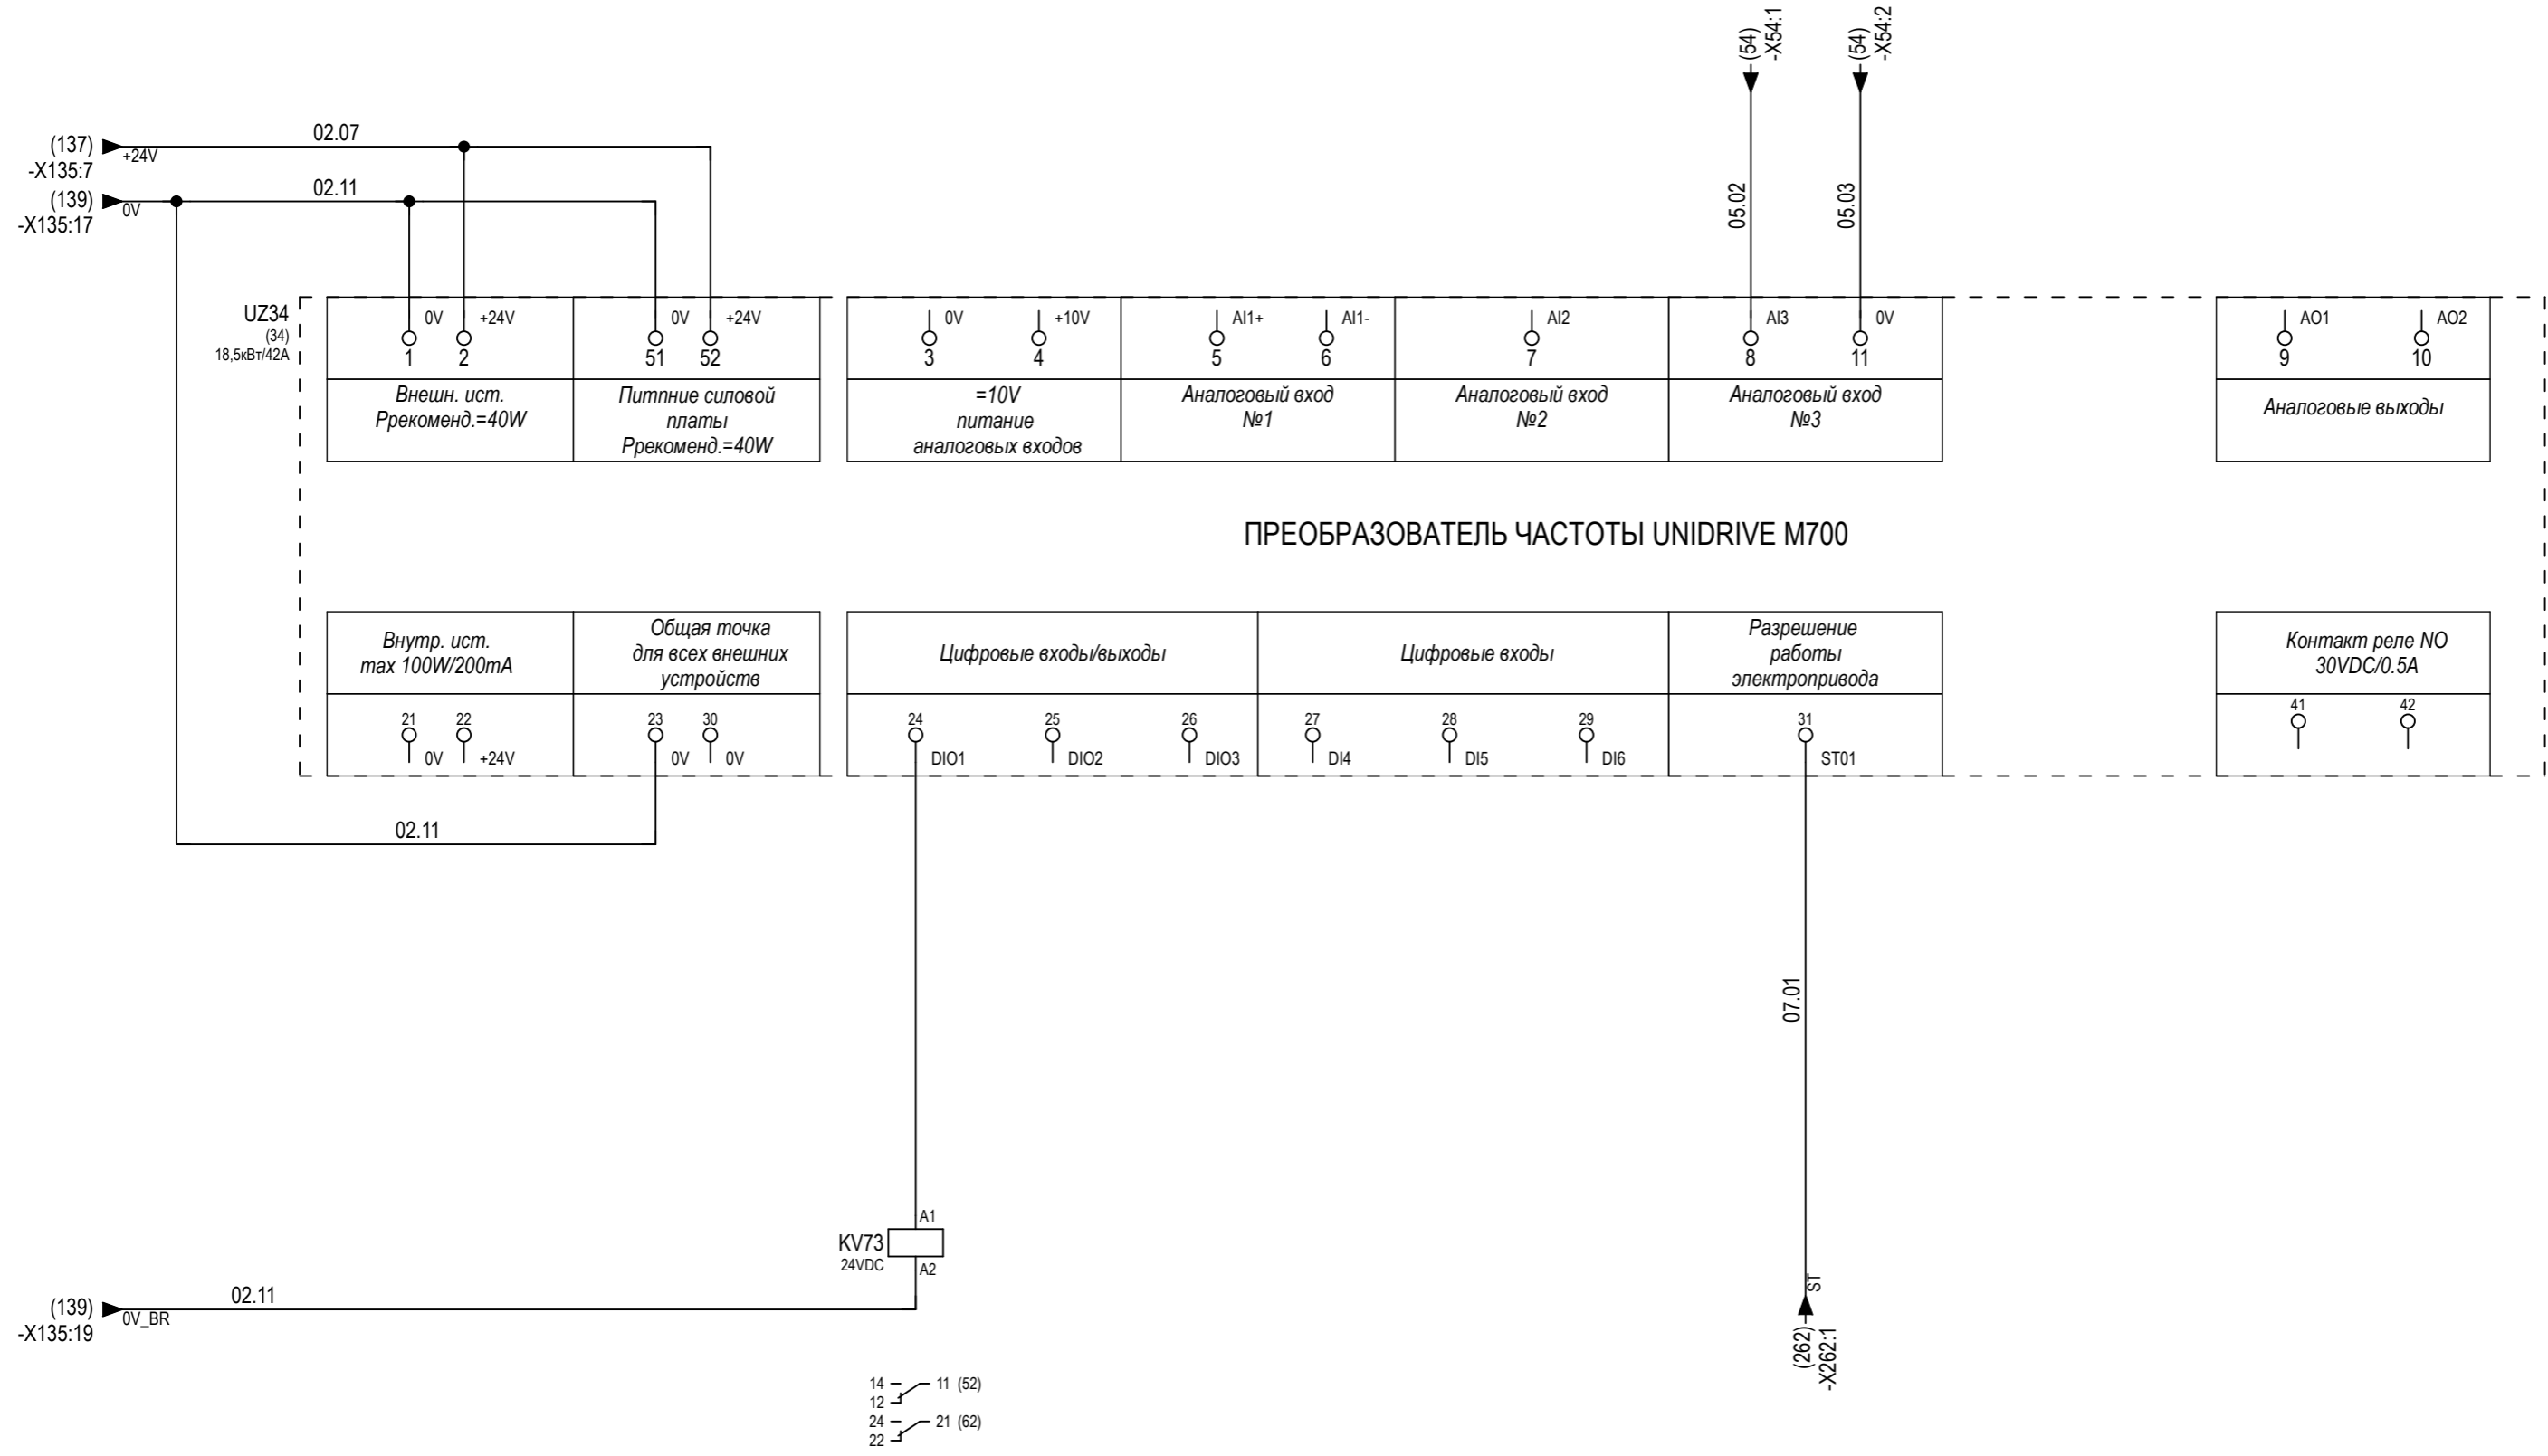 (54)
-X54:1
(54)
-X54:2
(137)
-X135:7
+24V
02.07
(139)
-X135:17
0V
02.11
05.02
05.03
UZ34
(34)
18,5кВт/42А
0V +24V
1 2
Внешн. ист.
Ррекоменд.=40W
0V +24V
51 52
Питпние силовой
платы
Ррекоменд.=40W
0V +10V
3 4
=10V
питание
аналоговых входов
AI1+ AI1-
5 6
Аналоговый вход
№1
AI2
7
Аналоговый вход
№2
AI3 0V
8 11
Аналоговый вход
№3
AO1 AO2
9 10
Аналоговые выходы
ПРЕОБРАЗОВАТЕЛЬ ЧАСТОТЫ UNIDRIVE M700
Внутр. ист.
max 100W/200mA
21 22
0V +24V
Общая точка
для всех внешних
устройств
23 30
0V 0V
Цифровые входы/выходы
24 25 26
DIO1 DIO2 DIO3
Цифровые входы
27 28 29
DI4 DI5 DI6
Разрешение
работы
электропривода
31
ST01
Контакт реле NO
30VDC/0.5A
41 42
02.11
07.01
A1
KV73
24VDC
A2
(139)
-X135:19
0V_BR
02.11
ST
(262)
-X262:1
14 11 (52)
12
24 21 (62)
22